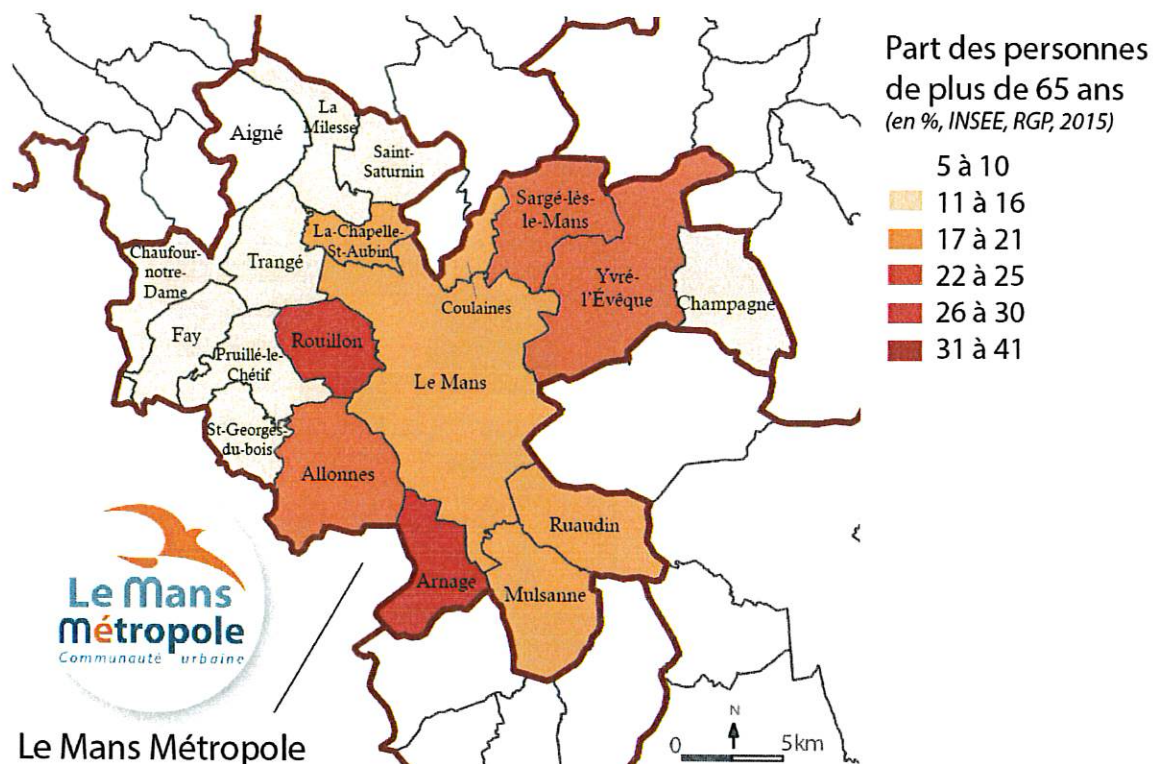 Part des personnes
de plus de 65 ans
(en %, INSEE, RGP, 2015)
5 à 10
11 à 16
17 à 21
22 à 25
26 à 30
31 à 41
La
Milesse
Aigné
Saint-
Saturnin
Sargé-lès-
le-Mans
La-Chapelle-
St-Aubin
Chaufour-
notre-
Dame
Trangé
Yvré-
l'Évêque
Coulaines
Champagné
Fay
Rouillon
Pruillé-le-
Chétif
Le Mans
St-Georges-
du-bois
Allonnes
Ruaudin
Arnage
Mulsanne
Le Mans
Métropole
Communauté urbaine
Le Mans Métropole
N
0 5km